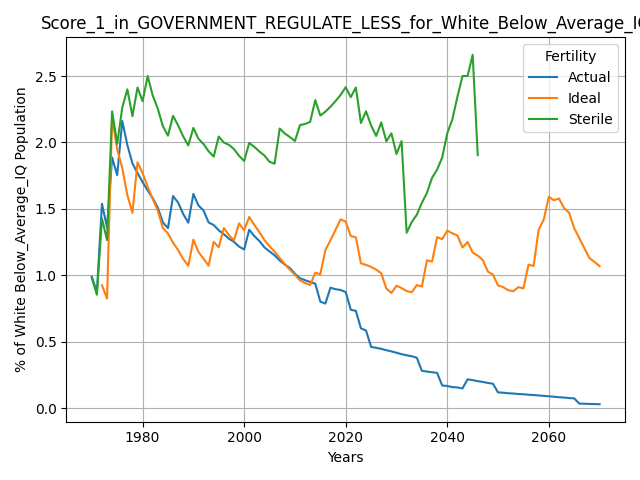 Score_1_in_GOVERNMENT_REGULATE_LESS_for_White_Below_Average_IQ
% of White Below_Average_IQ Population
2.5
2.0
1.5
1.0
0.5
0.0
Fertility
Actual
Ideal
Sterile
1980 2000 2020 2040 2060
Years